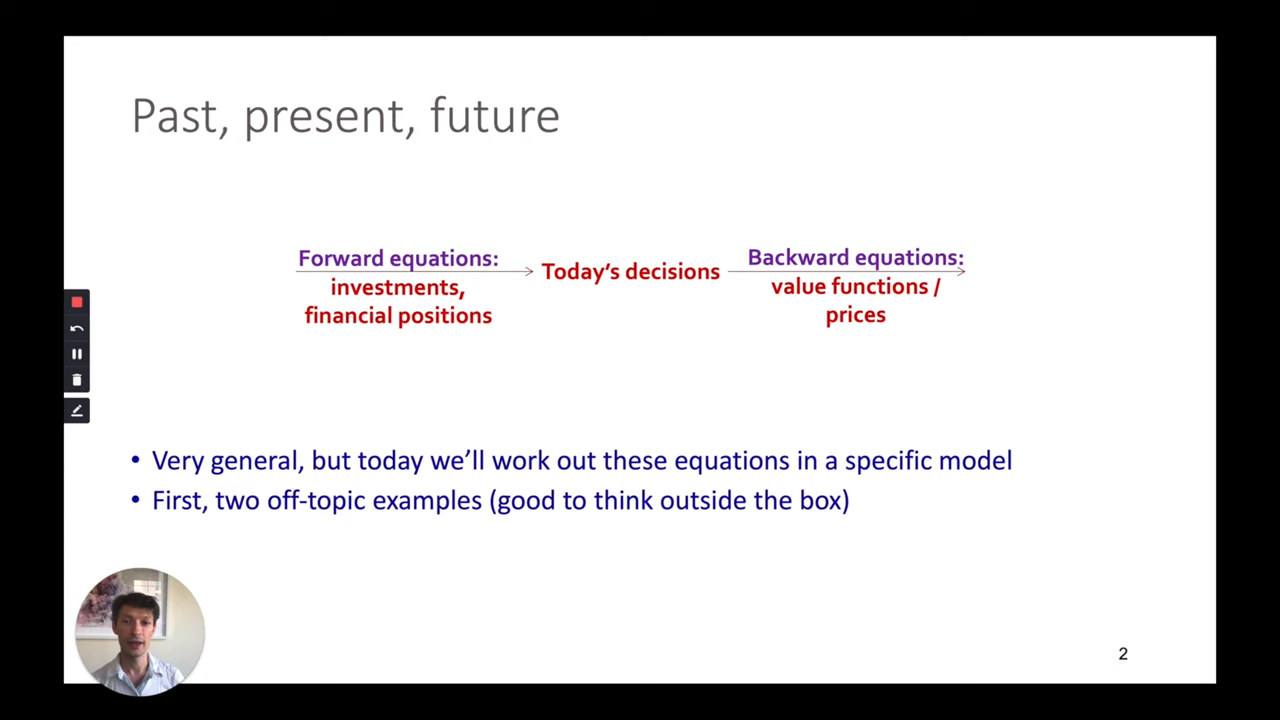 Past, present, future
Forward equations:
investments,
financial positions
Today’s decisions
Backward equations:
value functions /
prices
• Very general, but today we’ll work out these equations in a specific model
• First, two off-topic examples (good to think outside the box)
2